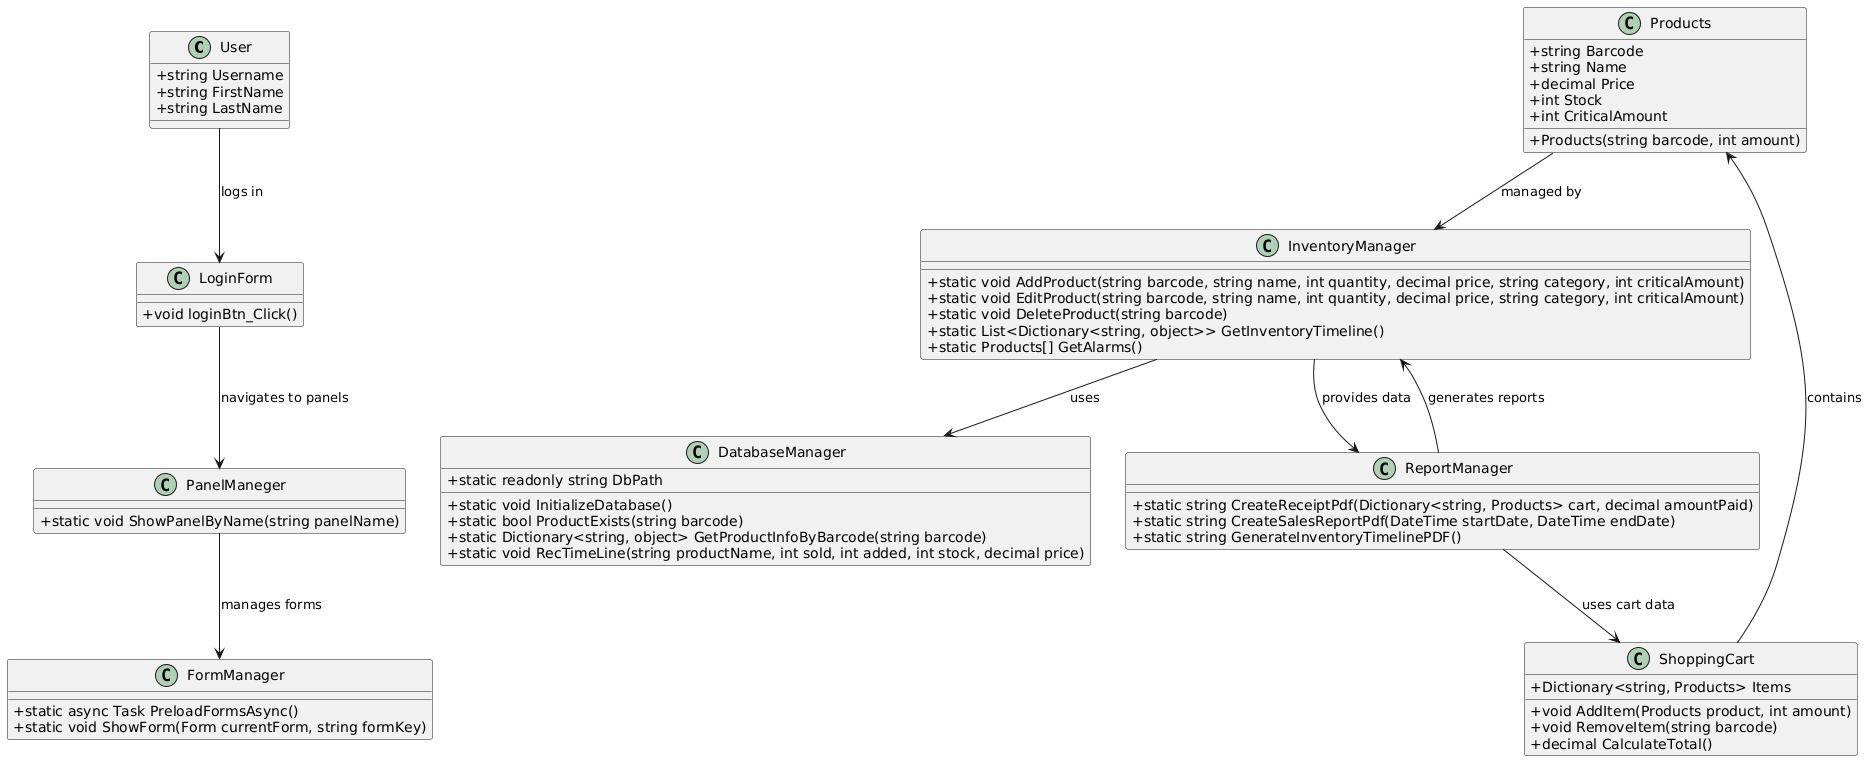 C User
+string Username
+string FirstName
+string LastName
logs in
C LoginForm
+void loginBtn_Click()
navigates to panels
C PanelManeger
+static void ShowPanelByName(string panelName)
manages forms
C FormManager
+static async Task PreloadFormsAsync()
+static void ShowForm(Form currentForm, string formKey)
C Products
+string Barcode
+string Name
+decimal Price
+int Stock
+int CriticalAmount
+Products(string barcode, int amount)
managed by
C InventoryManager
+static void AddProduct(string barcode, string name, int quantity, decimal price, string category, int criticalAmount)
+static void EditProduct(string barcode, string name, int quantity, decimal price, string category, int criticalAmount)
+static void DeleteProduct(string barcode)
+static List<Dictionary<string, object>> GetInventoryTimeline()
+static Products[] GetAlarms()
uses
provides data
generates reports
contains
C DatabaseManager
+static readonly string DbPath
+static void InitializeDatabase()
+static bool ProductExists(string barcode)
+static Dictionary<string, object> GetProductInfoByBarcode(string barcode)
+static void RecTimeLine(string productName, int sold, int added, int stock, decimal price)
C ReportManager
+static string CreateReceiptPdf(Dictionary<string, Products> cart, decimal amountPaid)
+static string CreateSalesReportPdf(DateTime startDate, DateTime endDate)
+static string GenerateInventoryTimelinePDF()
uses cart data
C ShoppingCart
+Dictionary<string, Products> Items
+void AddItem(Products product, int amount)
+void RemoveItem(string barcode)
+decimal CalculateTotal()